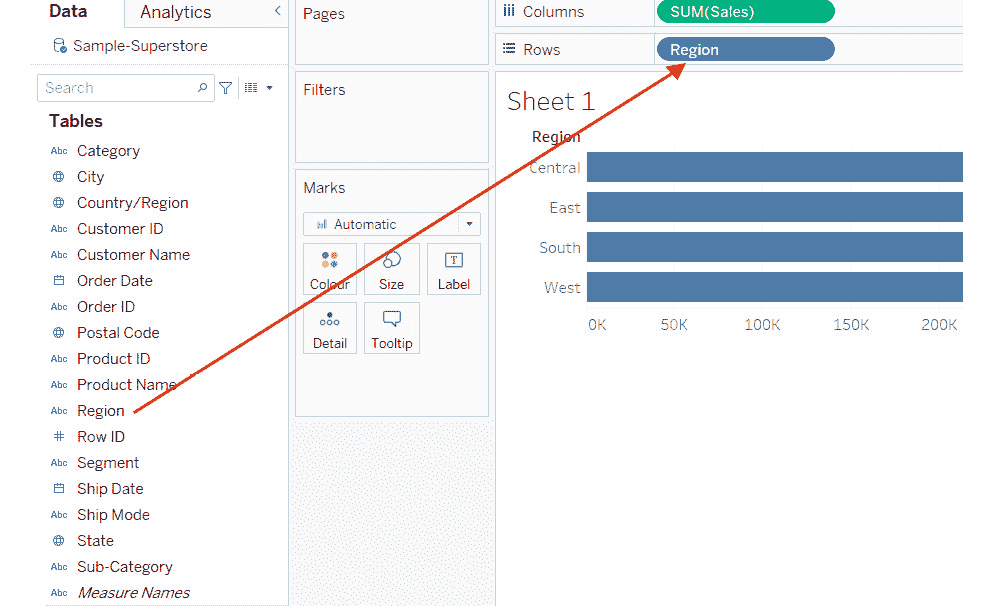 Data
Analytics
Sample-Superstore
Search
Tables
Abc Category
City
Country/Region
Abc Customer ID
Abc Customer Name
Order Date
Abc Order ID
Postal Code
Abc Product ID
Abc Product Name
Abc Region
# Row ID
Abc Segment
Ship Date
Abc Ship Mode
State
Abc Sub-Category
Abc Measure Names
Pages
Filters
Marks
Automatic
Colour Size T Label
Detail Tooltip
Columns SUM(Sales)
Rows Region
Sheet 1
Region
Central
East
South
West
0K 50K 100K 150K 200K